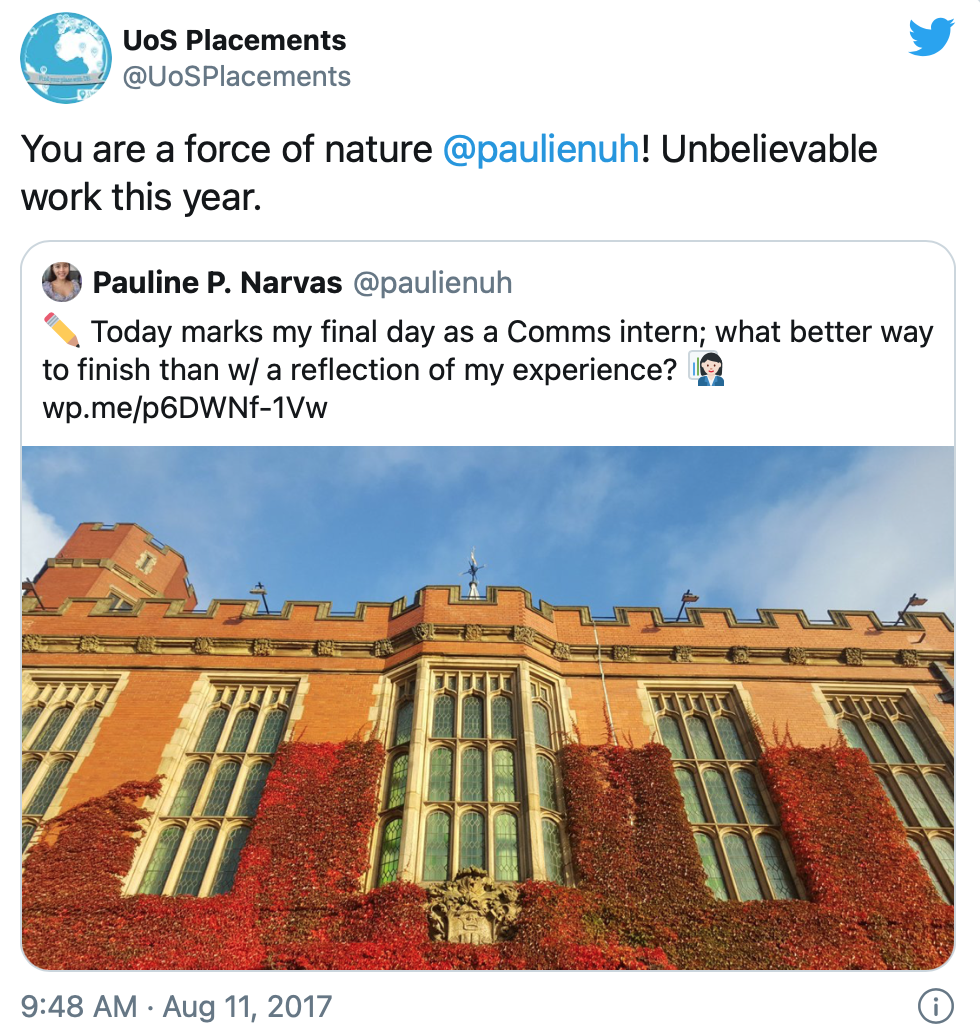 UoS Placements
@UoSPlacements
You are a force of nature @paulienuh! Unbelievable
work this year.
Pauline P. Narvas @paulienuh
✏️ Today marks my final day as a Comms intern; what better way
to finish than w/ a reflection of my experience? 👩🏻‍💼
wp.me/p6DWNf-1Vw
9:48 AM · Aug 11, 2017